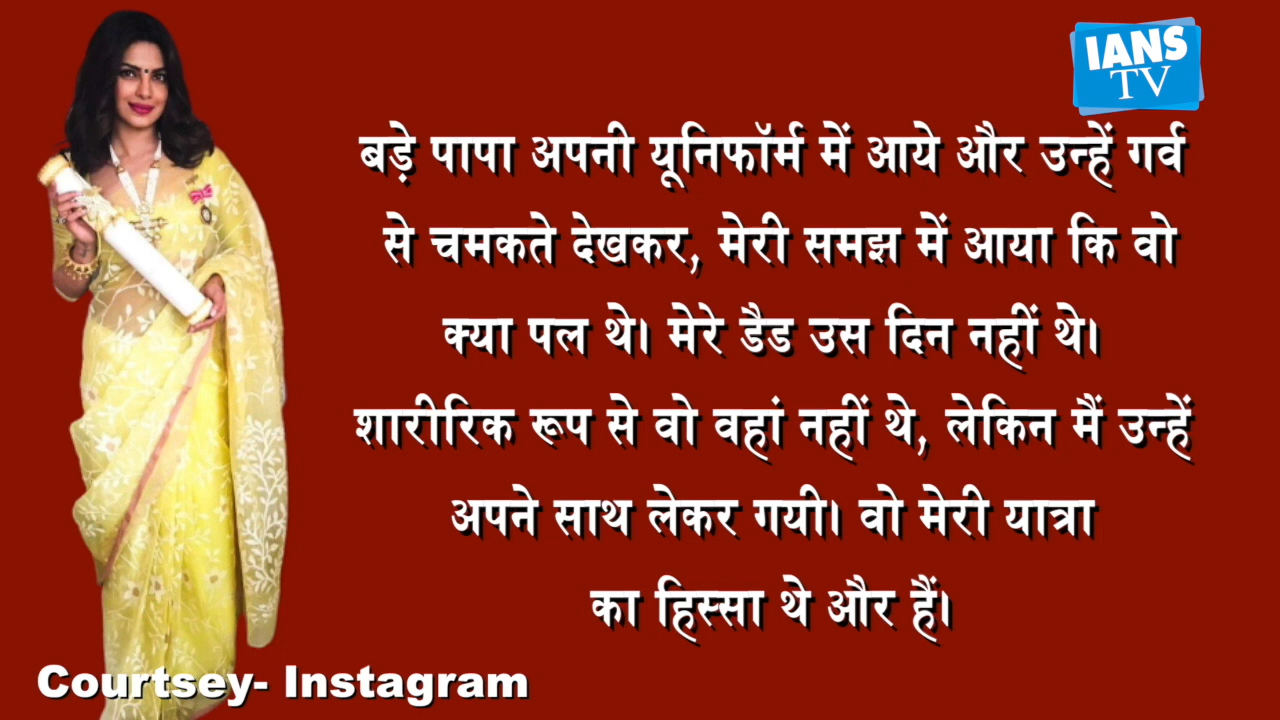 IANS
TV
बड़े पापा अपनी यूनिफॉर्म में आये और उन्हें गर्व
से चमकते देखकर, मेरी समझ में आया कि वो
क्या पल थे। मेरे डैड उस दिन नहीं थे।
शारीरिक रूप से वो वहां नहीं थे, लेकिन मैं उन्हें
अपने साथ लेकर गयी। वो मेरी यात्रा
का हिस्सा थे और हैं।
Courtsey- Instagram